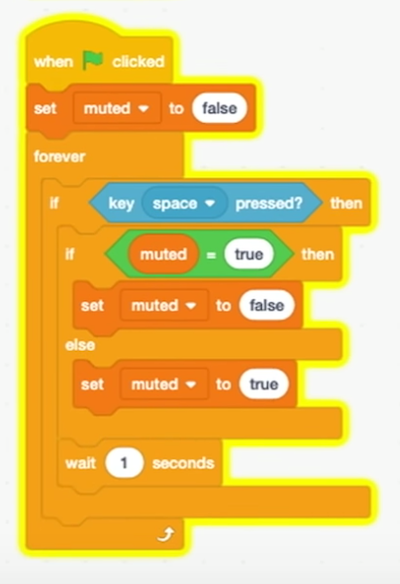 when clicked
set muted to false
forever
if key space pressed? then
if muted = true then
set muted to false
else
set muted to true
wait 1 seconds